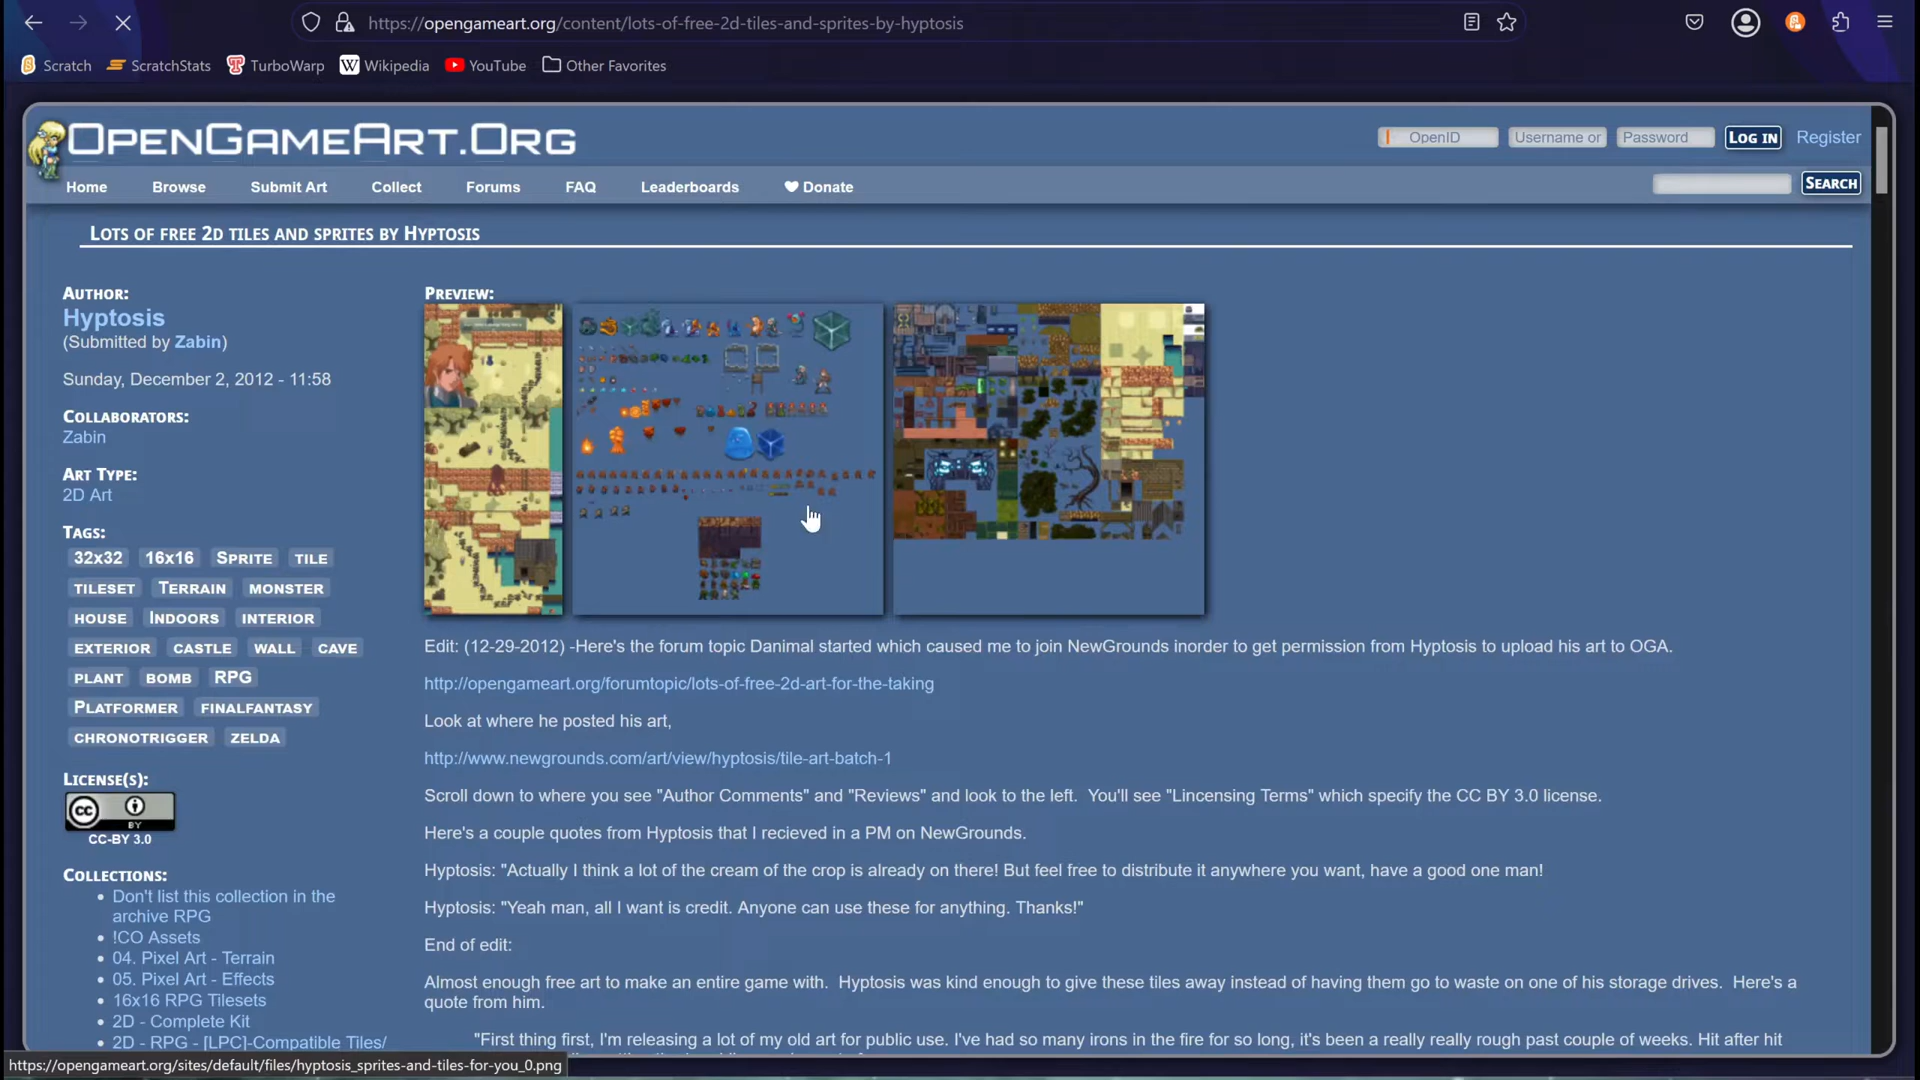 https://opengameart.org/content/lots-of-free-2d-tiles-and-sprites-by-hyptosis
Scratch
ScratchStats
TurboWarp
Wikipedia
YouTube
Other Favorites
OpenGameArt.Org
OpenID
Username or
Password
Log in
Register
Home
Browse
Submit Art
Collect
Forums
FAQ
Leaderboards
Donate
Search
Lots of free 2d tiles and sprites by Hyptosis
Author:
Hyptosis
(Submitted by Zabin)
Sunday, December 2, 2012 - 11:58
Collaborators:
Zabin
Art Type:
2D Art
Tags:
32x32 16x16 Sprite tile
tileset Terrain monster
house Indoors interior
exterior castle wall cave
plant bomb RPG
Platformer finalfantasy
chronotrigger zelda
License(s):
CC BY
CC-BY 3.0
Collections:
Don't list this collection in the
archive RPG
!CO Assets
04. Pixel Art - Terrain
05. Pixel Art - Effects
16x16 RPG Tilesets
2D - Complete Kit
2D - RPG - [LPC]-Compatible Tiles/
Preview:
Edit: (12-29-2012) -Here's the forum topic Danimal started which caused me to join NewGrounds inorder to get permission from Hyptosis to upload his art to OGA.
http://opengameart.org/forumtopic/lots-of-free-2d-art-for-the-taking
Look at where he posted his art,
http://www.newgrounds.com/art/view/hyptosis/tile-art-batch-1
Scroll down to where you see "Author Comments" and "Reviews" and look to the left.  You'll see "Lincensing Terms" which specify the CC BY 3.0 license.
Here's a couple quotes from Hyptosis that I recieved in a PM on NewGrounds.
Hyptosis: "Actually I think a lot of the cream of the crop is already on there! But feel free to distribute it anywhere you want, have a good one man!
Hyptosis: "Yeah man, all I want is credit. Anyone can use these for anything. Thanks!"
End of edit:
Almost enough free art to make an entire game with.  Hyptosis was kind enough to give these tiles away instead of having them go to waste on one of his storage drives.  Here's a
quote from him.
"First thing first, I'm releasing a lot of my old art for public use. I've had so many irons in the fire for so long, it's been a really really rough past couple of weeks. Hit after hit
https://opengameart.org/sites/default/files/hyptosis_sprites-and-tiles-for-you_0.png